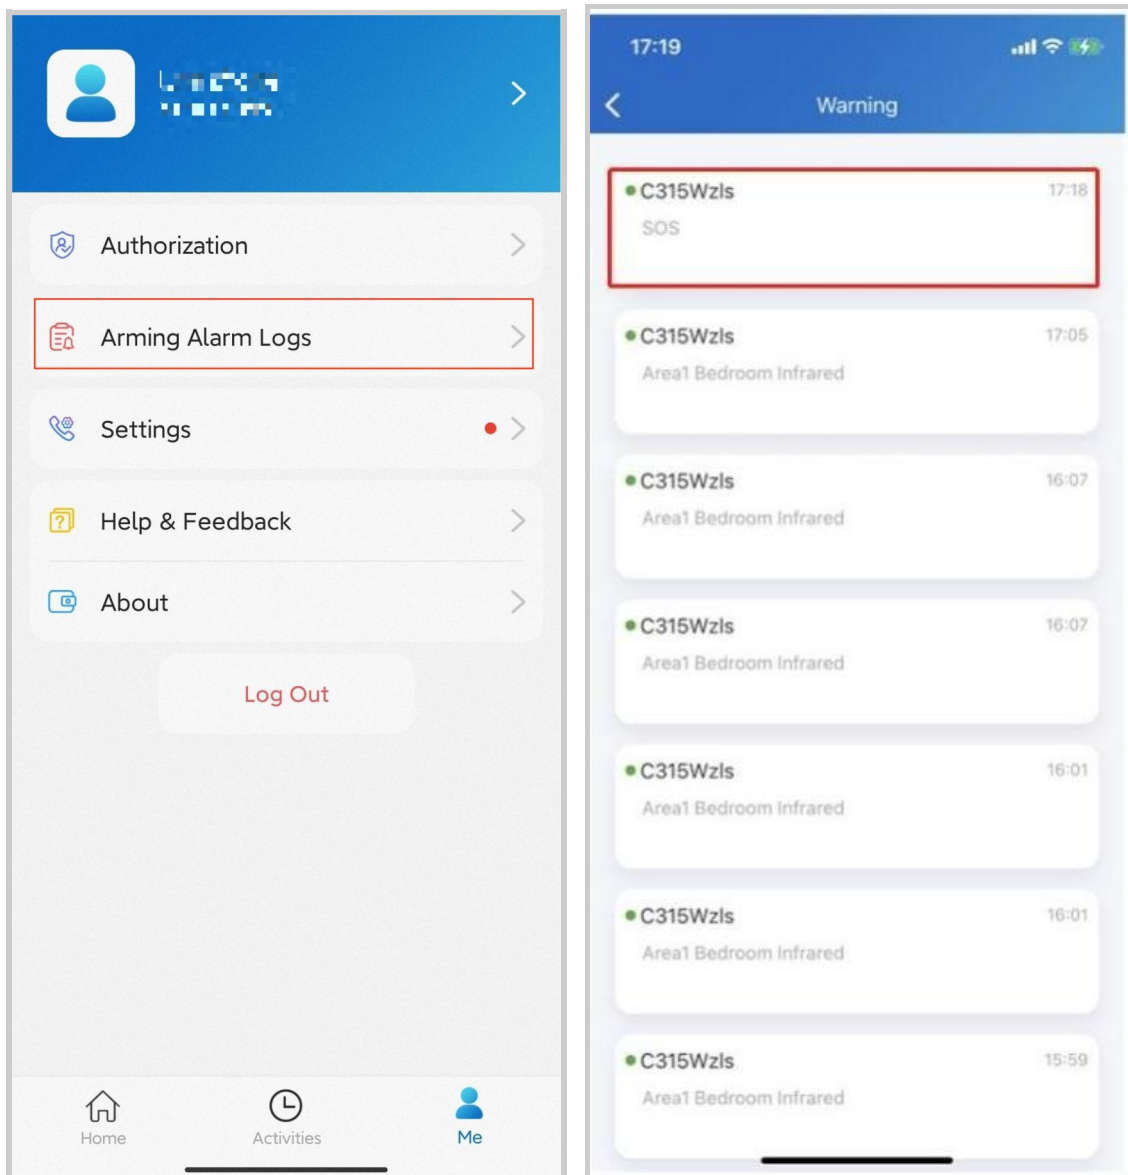 Authorization
Arming Alarm Logs
Settings
Help & Feedback
About
Log Out
Home
Activities
Me
17:19
Warning
C315Wzls
17:18
SOS
C315Wzls
17:05
Area1 Bedroom Infrared
C315Wzls
16:07
Area1 Bedroom Infrared
C315Wzls
16:07
Area1 Bedroom Infrared
C315Wzls
16:01
Area1 Bedroom Infrared
C315Wzls
16:01
Area1 Bedroom Infrared
C315Wzls
15:59
Area1 Bedroom Infrared